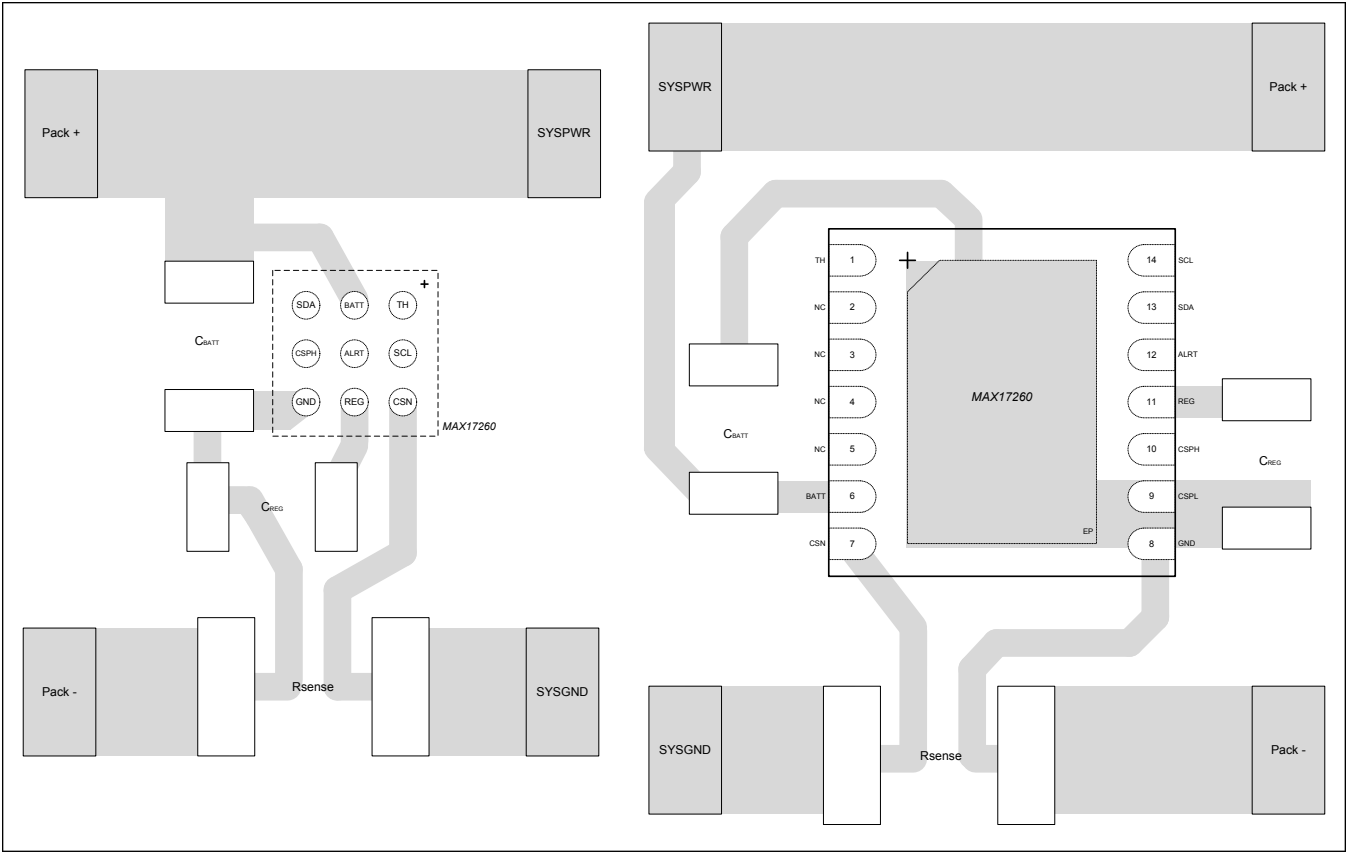 Pack +
SYSPWR
SDA
BATT
TH
+
CSPH
ALRT
SCL
CBATT
GND
REG
CSN
MAX17260
CREG
Pack -
Rsense
SYSGND
SYSPWR
Pack +
TH 1
NC 2
NC 3
NC 4
NC 5
BATT 6
CSN 7
+
MAX17260
EP
14 SCL
13 SDA
12 ALRT
11 REG
10 CSPH
9 CSPL
8 GND
CBATT
CREG
SYSGND
Rsense
Pack -